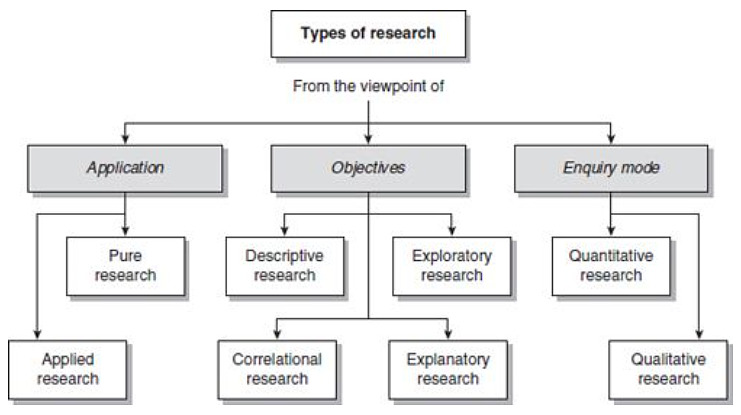 Types of research
From the viewpoint of
Application
Objectives
Enquiry mode
Pure
research
Descriptive
research
Exploratory
research
Quantitative
research
Applied
research
Correlational
research
Explanatory
research
Qualitative
research